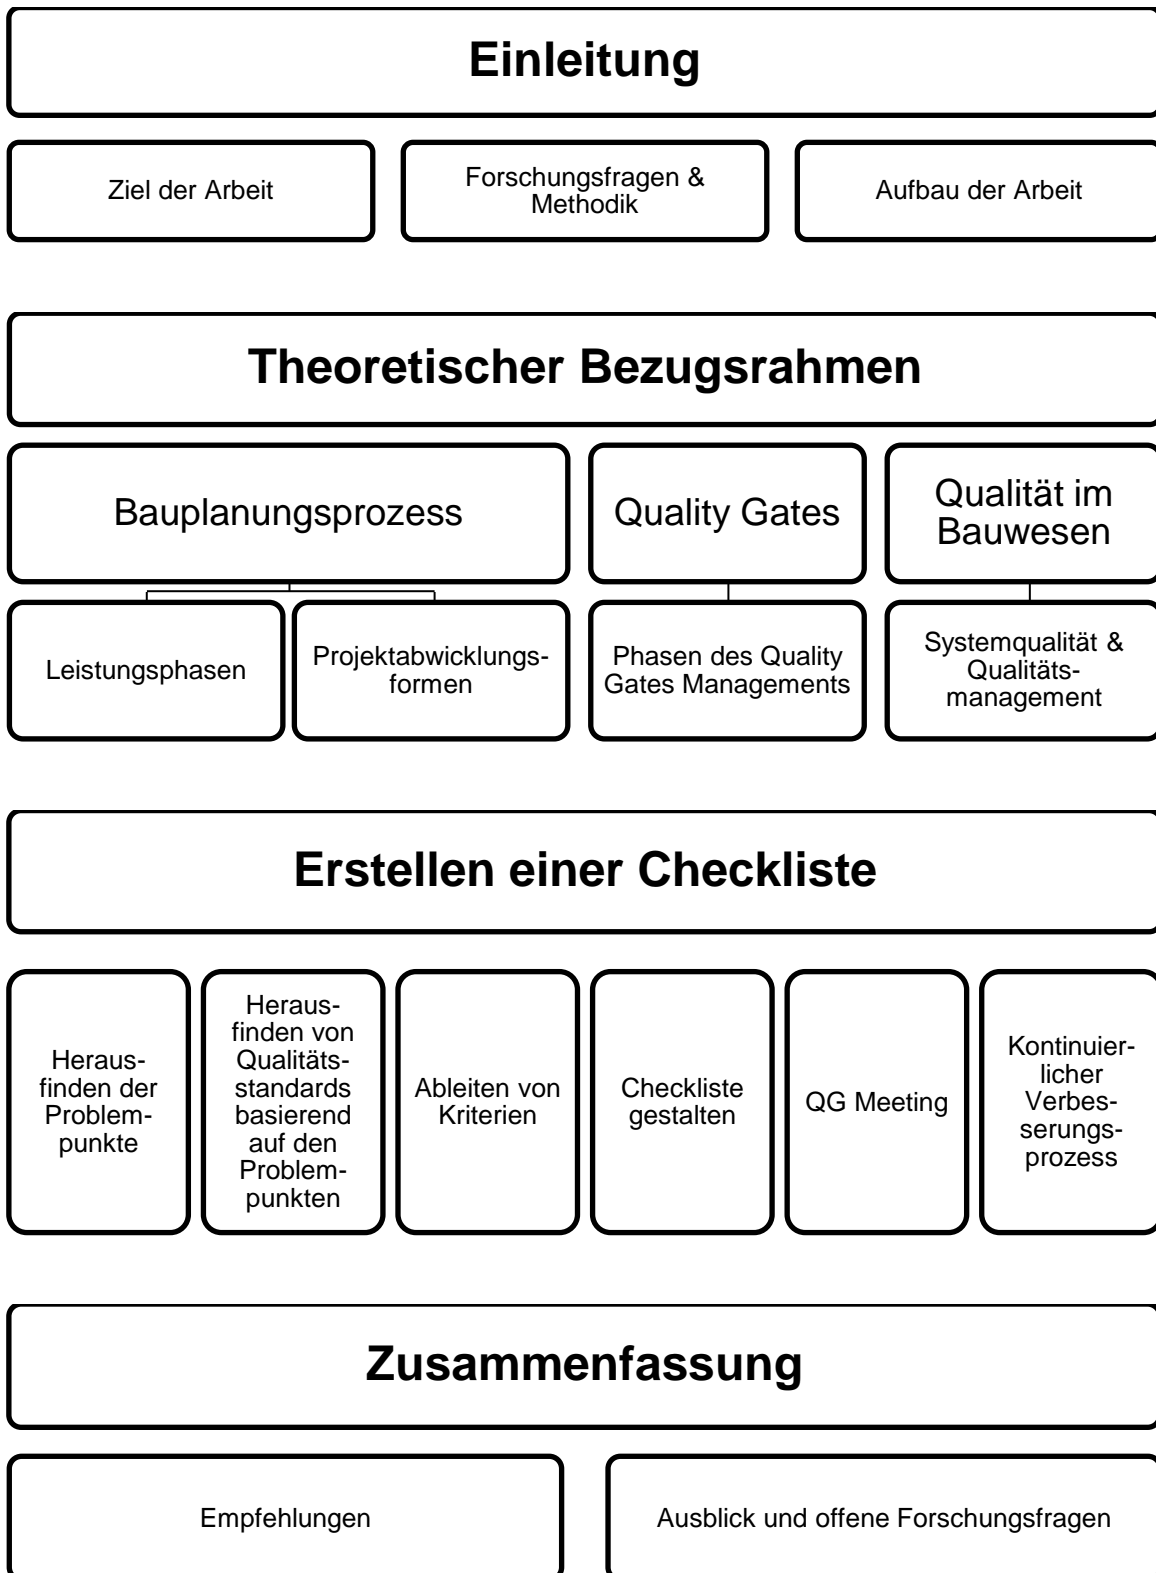 Einleitung
Ziel der Arbeit
Forschungsfragen &
Methodik
Aufbau der Arbeit
Theoretischer Bezugsrahmen
Bauplanungsprozess
Quality Gates
Qualität im
Bauwesen
Leistungsphasen
Projektabwicklungs-
formen
Phasen des Quality
Gates Managements
Systemqualität &
Qualitäts-
management
Erstellen einer Checkliste
Heraus-
finden der
Problem-
punkte
Heraus-
finden von
Qualitäts-
standards
basierend
auf den
Problem-
punkten
Ableiten von
Kriterien
Checkliste
gestalten
QG Meeting
Kontinuier-
licher
Verbes-
serungs-
prozess
Zusammenfassung
Empfehlungen
Ausblick und offene Forschungsfragen